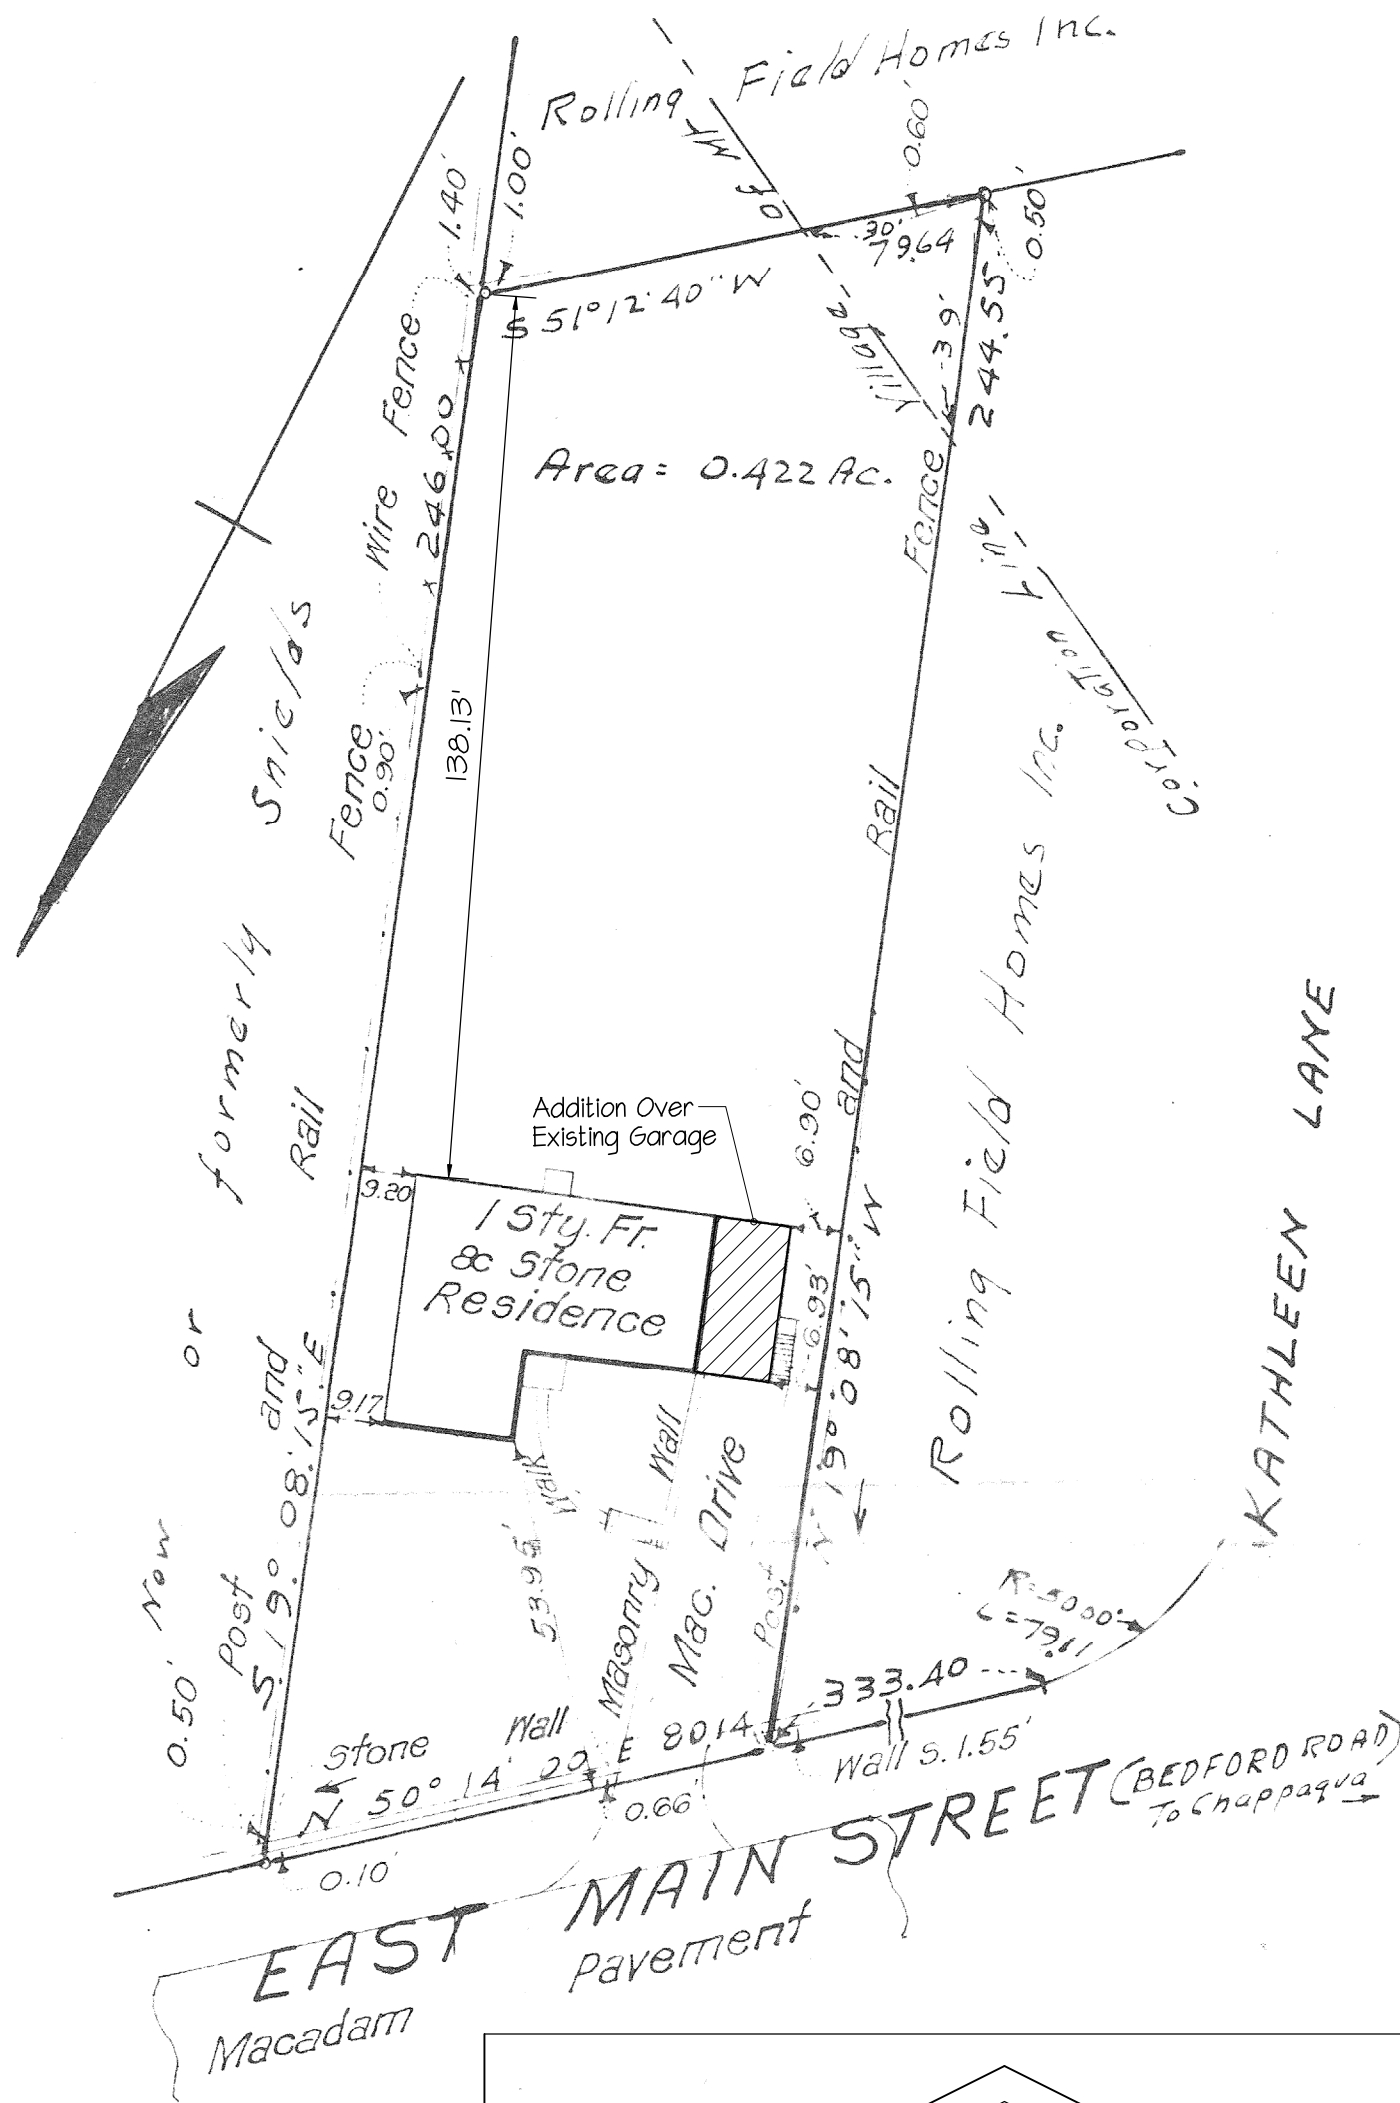 Rolling Field Homes Inc.
1.40'
1.00'
0.60'
0.50'
30'
79.64
S 51° 12' 40" W
Village of Mt
Corporation Line
39'
244.55
Area = 0.422 Ac.
Wire Fence
246.00
Fence
0.90'
138.13'
Now or formerly
Post and Rail
Post and Rail Fence
Rolling Field Homes Inc.
KATHLEEN LANE
Addition Over
Existing Garage
6.90'
9.20
1 Sty. Fr.
& Stone
Residence
6.93'
9.17
S. 19° 08' 15" E
N 19° 08' 15" W
Walk
53.95'
Masonry Wall
Mac. Drive
0.50'
R=50.00'
L=79.61
333.40
Stone Wall
N 50° 14' 20 E 80.14
Wall S. 1.55'
0.66'
0.10'
EAST MAIN STREET (BEDFORD ROAD)
To Chappaqua
Macadam Pavement